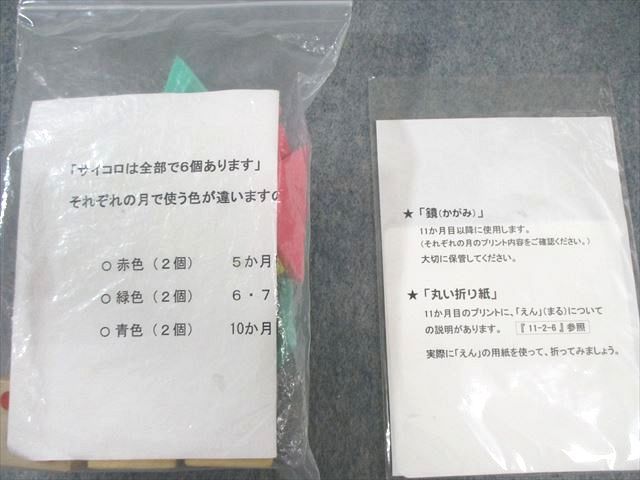 「サイコロは全部で6個あります」
それぞれの月で使う色が違いますの
○ 赤色（２個） ５か月
○ 緑色（２個） ６・７
○ 青色（２個） 10か月
★「鏡(かがみ)」
11か月目以降に使用します。
(それぞれの月のプリント内容をご確認ください。)
大切に保管してください。
★「丸い折り紙」
11か月目のプリントに、「えん」(まる)について
の説明があります。 『 11-2-6 』参照
実際に「えん」の用紙を使って、折ってみましょう。